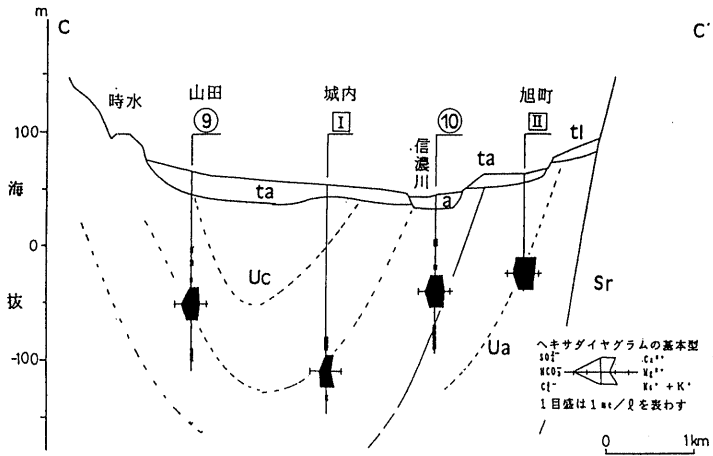 m
C
C'
時水
山田
⑨
城内
I
信濃川
⑩
旭町
II
ta
tl
100
ta
a
海
0
抜
Uc
Ua
Sr
-100
ヘキサダイヤグラムの基本型
SO₄²⁻ Ca²⁺
HCO₃⁻ Mg²⁺
Cl⁻ Na⁺ + K⁺
1目盛は1me/ℓを表わす
0 1km